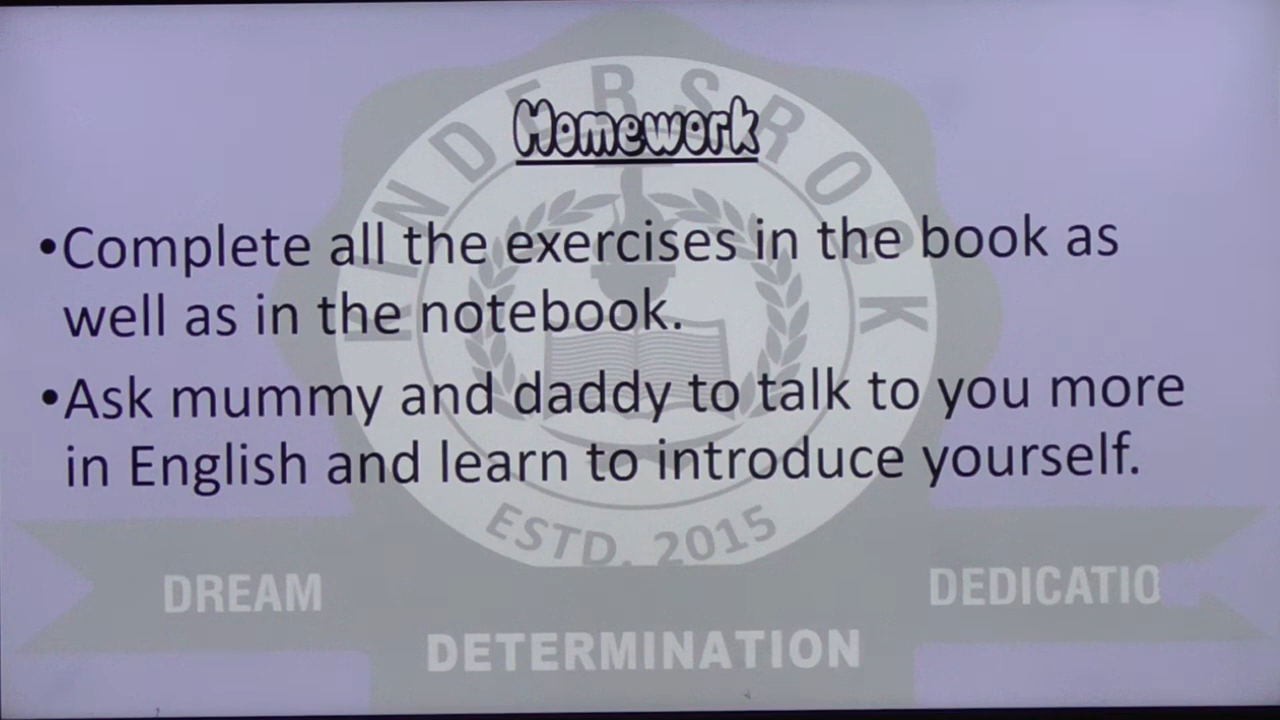 KINDERSROCK
Homework
•Complete all the exercises in the book as
well as in the notebook.
•Ask mummy and daddy to talk to you more
in English and learn to introduce yourself.
ESTD. 2015
DREAM
DEDICATIO
DETERMINATION